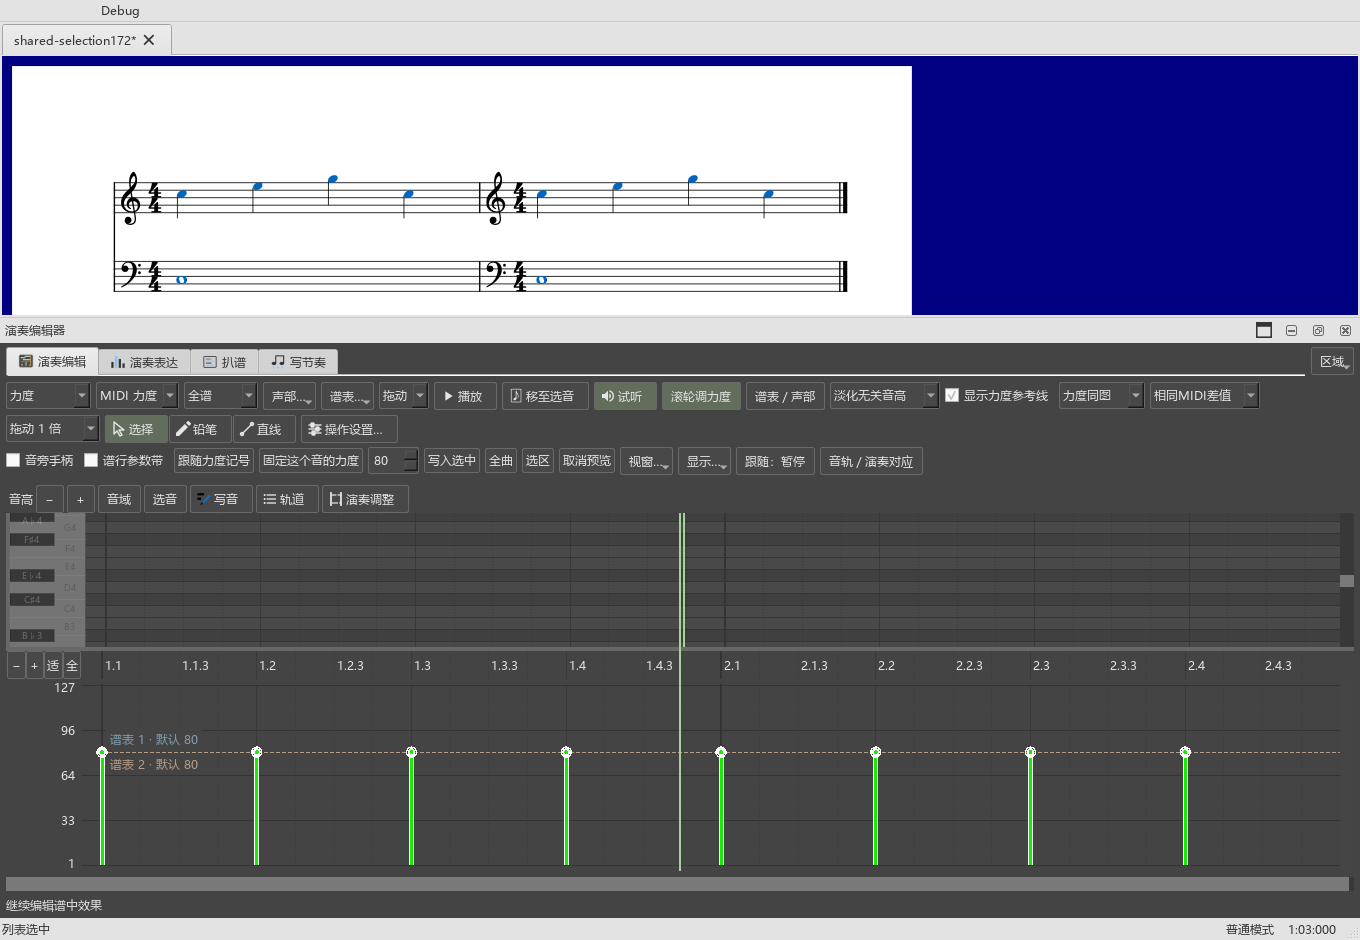 Debug
shared-selection172*
演奏编辑器
演奏编辑 演奏表达 扒谱 写节奏 区域
力度 MIDI 力度 全谱 声部... 谱表... 拖动 播放 移至选音 试听 滚轮调力度 谱表 / 声部 淡化无关音高 显示力度参考线 力度同图 相同MIDI差值
拖动 1 倍 选择 铅笔 直线 操作设置...
音旁手柄 谱行参数带 跟随力度记号 固定这个音的力度 80 写入选中 全曲 选区 取消预览 视窗... 显示... 跟随：暂停 音轨 / 演奏对应
音高 − + 音域 选音 写音 轨道 演奏调整
A♭4
G4
F♯4
F4
E4
E♭4
D4
C♯4
C4
B3
B♭3
− + 适 全 1.1 1.1.3 1.2 1.2.3 1.3 1.3.3 1.4 1.4.3 2.1 2.1.3 2.2 2.2.3 2.3 2.3.3 2.4 2.4.3
127
96
谱表 1 · 默认 80
谱表 2 · 默认 80
64
33
1
继续编辑谱中效果
列表选中 普通模式 1:03:000